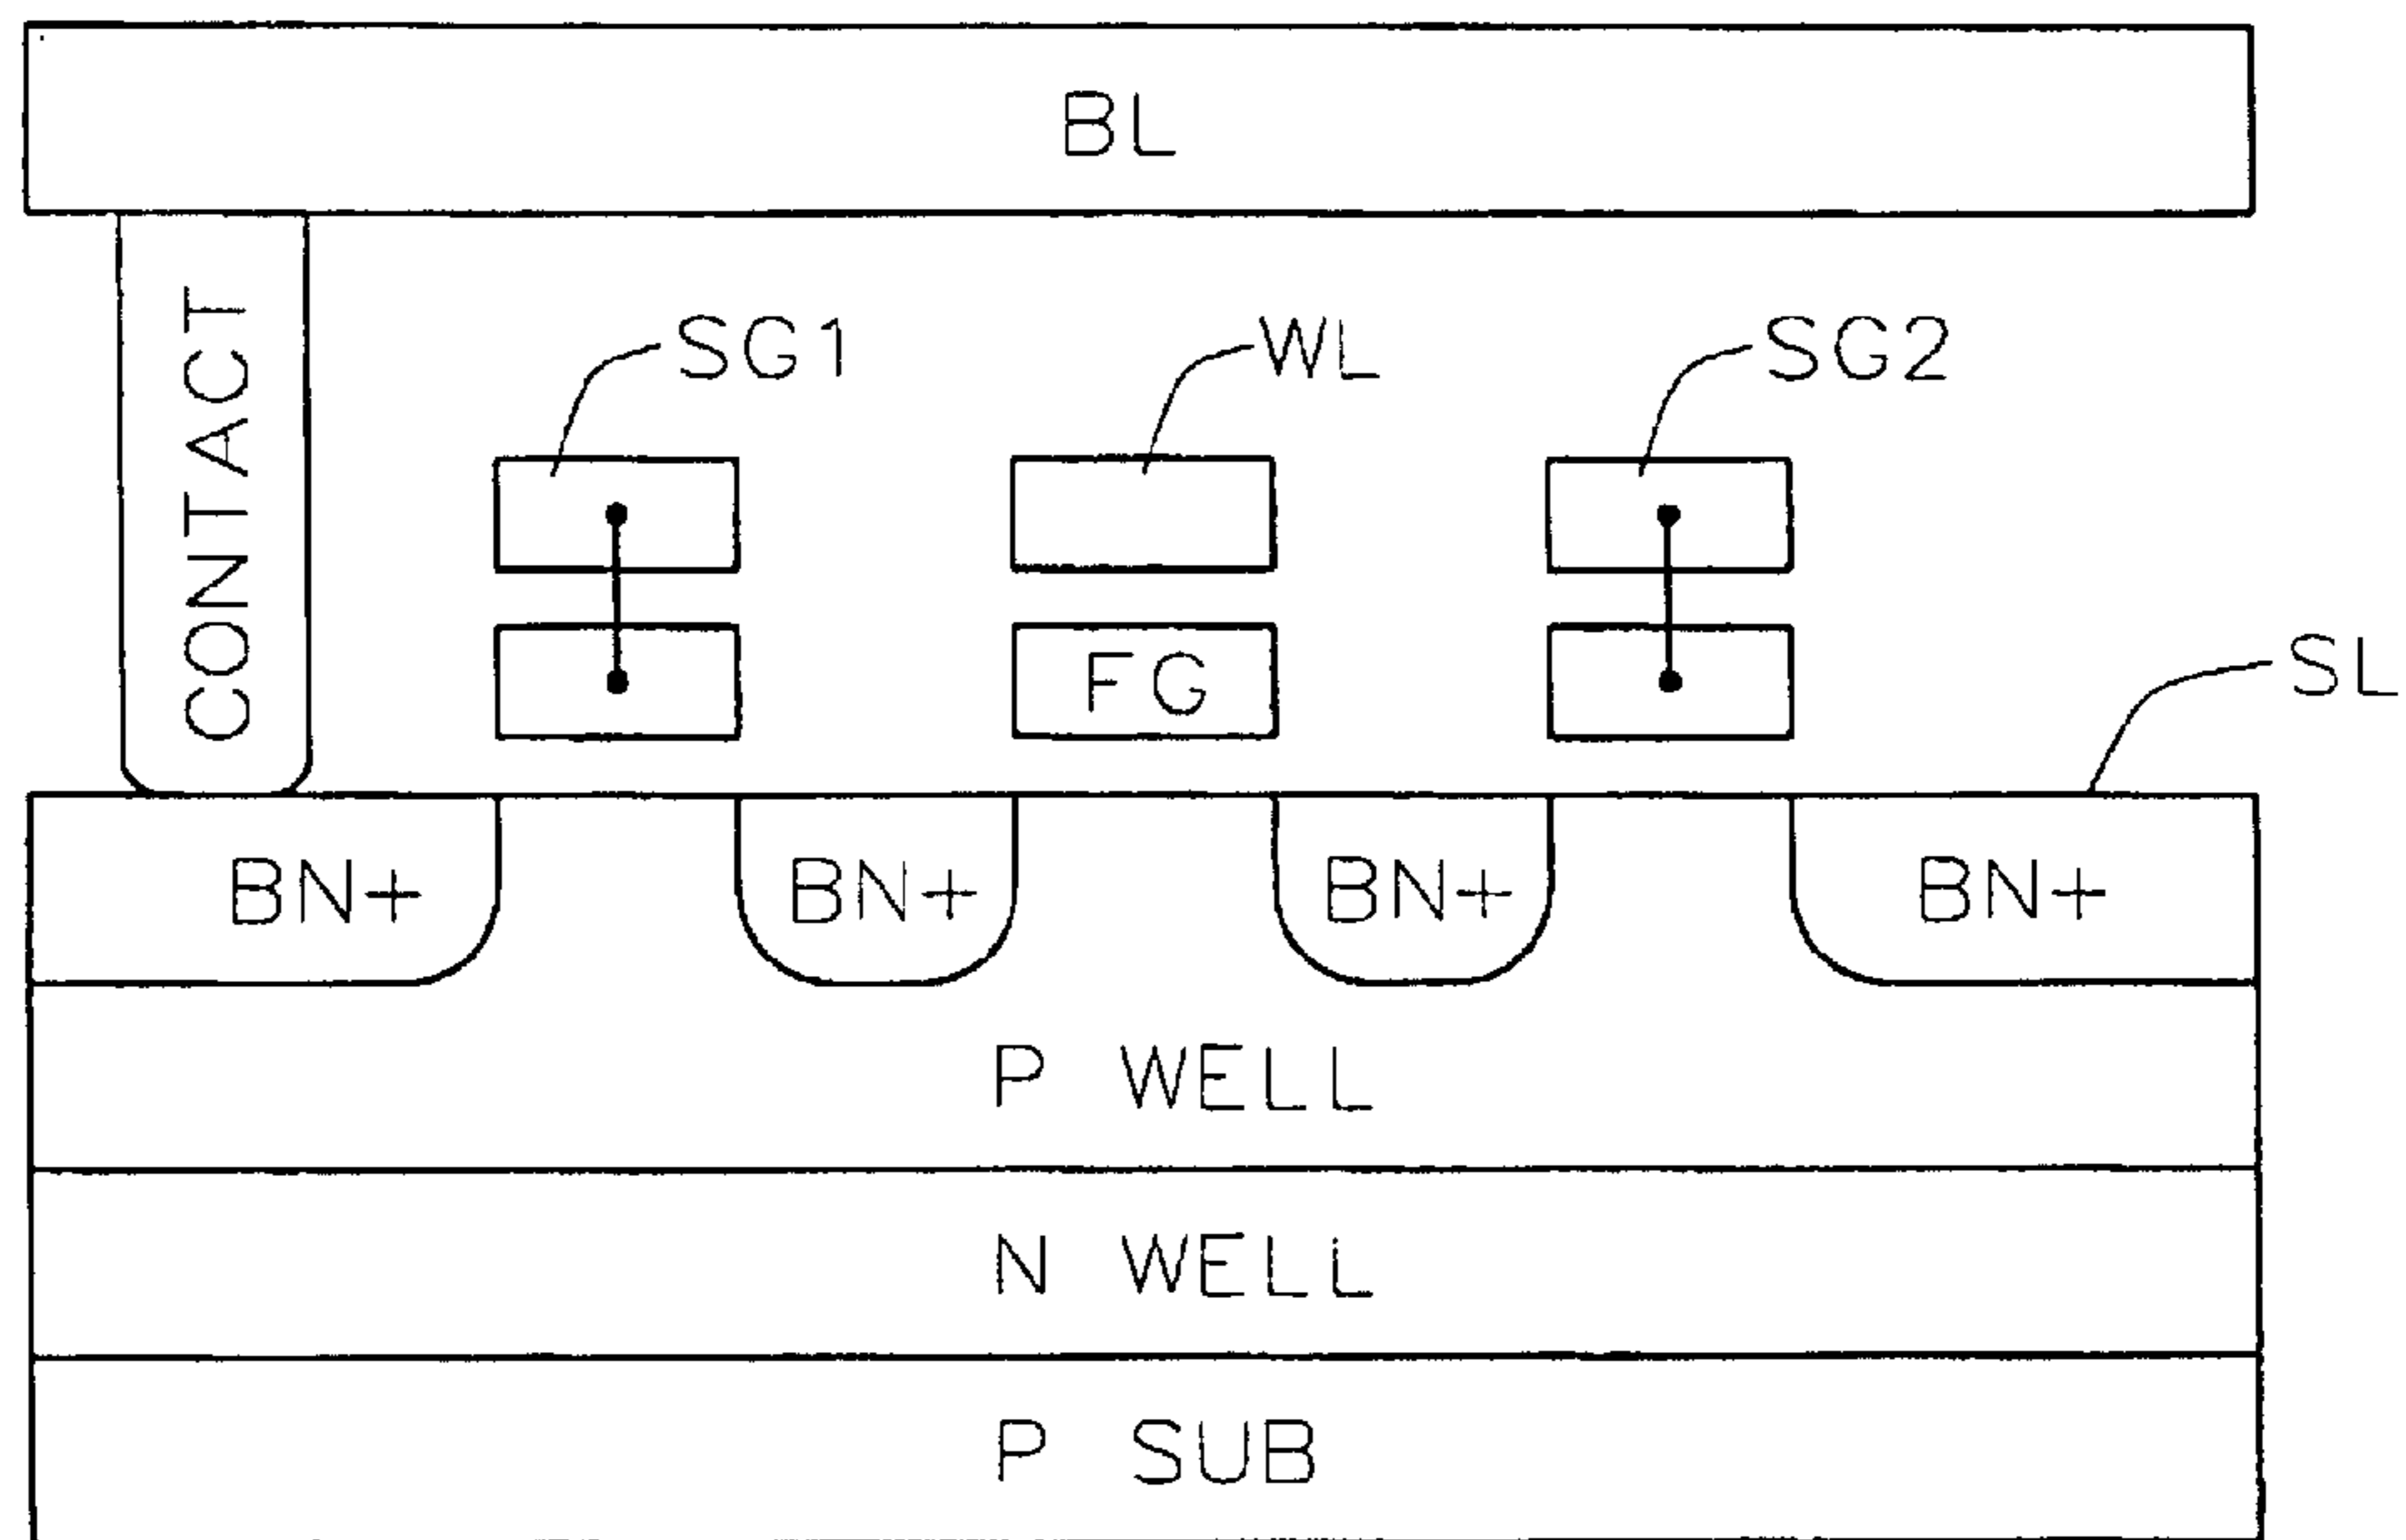 BL
CONTACT
SG1
WL
SG2
FG
SL
BN+
BN+
BN+
BN+
P WELL
N WELL
P SUB